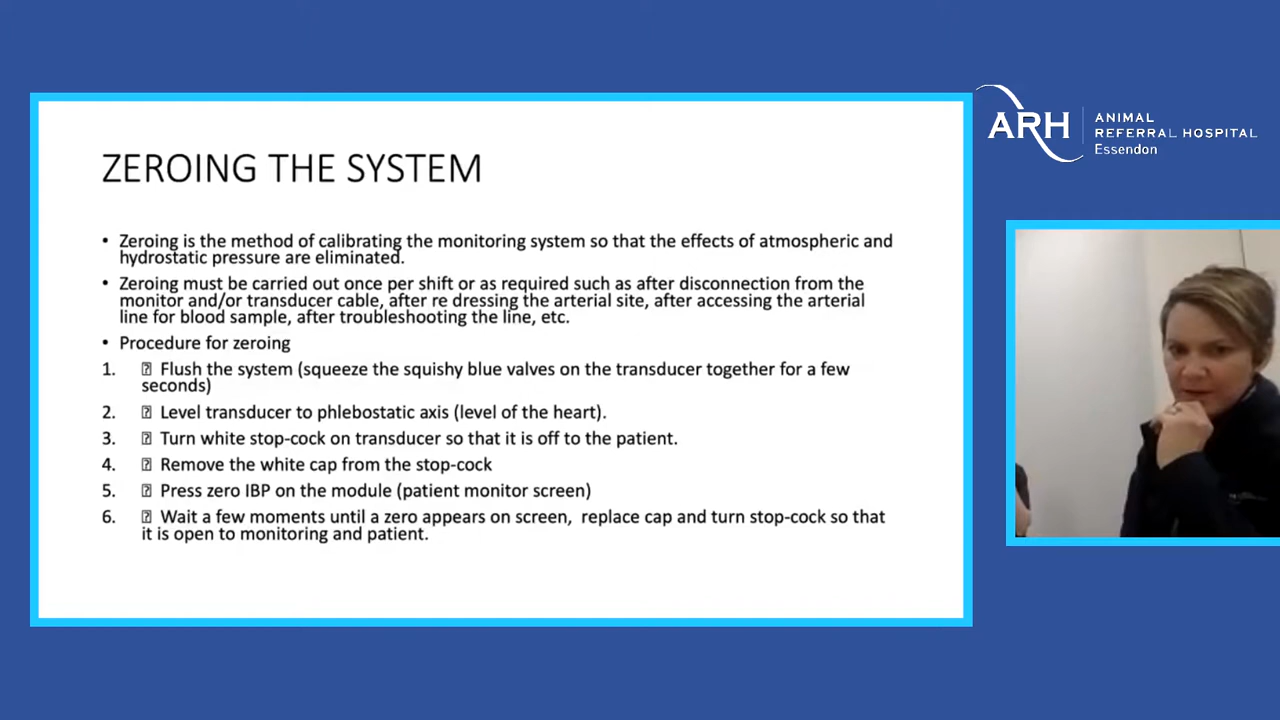 ZEROING THE SYSTEM
• Zeroing is the method of calibrating the monitoring system so that the effects of atmospheric and
hydrostatic pressure are eliminated.
• Zeroing must be carried out once per shift or as required such as after disconnection from the
monitor and/or transducer cable, after re dressing the arterial site, after accessing the arterial
line for blood sample, after troubleshooting the line, etc.
• Procedure for zeroing
1. ⍰ Flush the system (squeeze the squishy blue valves on the transducer together for a few
seconds)
2. ⍰ Level transducer to phlebostatic axis (level of the heart).
3. ⍰ Turn white stop-cock on transducer so that it is off to the patient.
4. ⍰ Remove the white cap from the stop-cock
5. ⍰ Press zero IBP on the module (patient monitor screen)
6. ⍰ Wait a few moments until a zero appears on screen, replace cap and turn stop-cock so that
it is open to monitoring and patient.
ARH
ANIMAL
REFERRAL HOSPITAL
Essendon